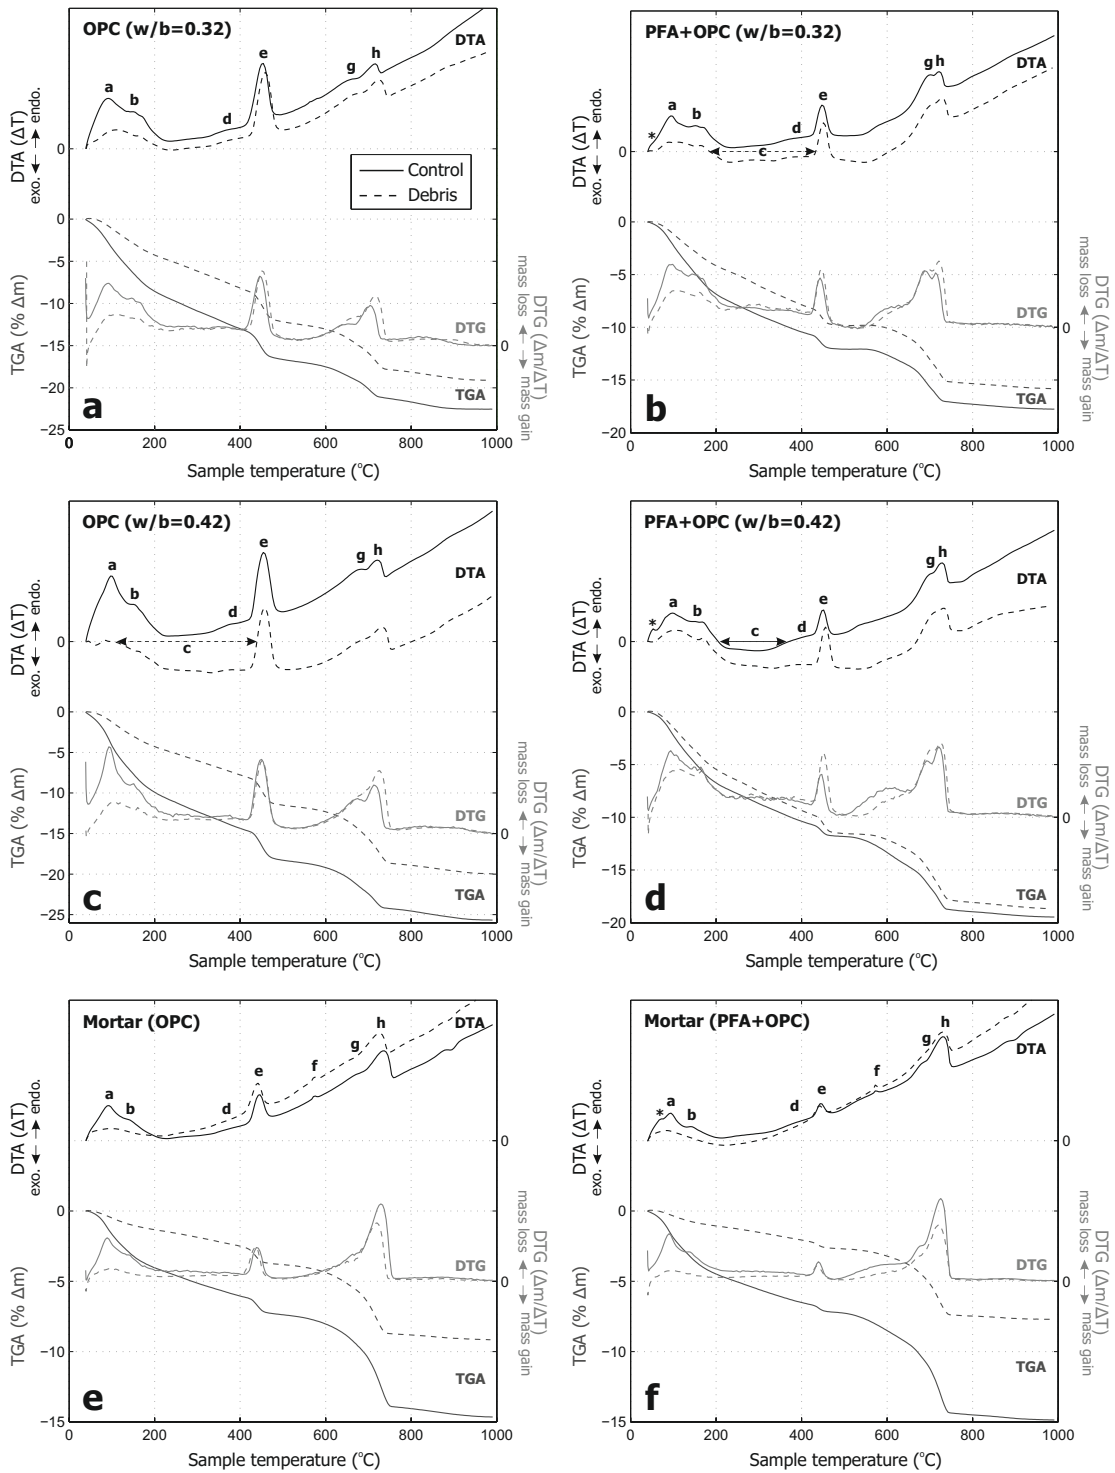 OPC (w/b=0.32)
DTA
a
b
d
e
g
h
0
DTA (ΔT)
exo. endo.
Control
Debris
0
−5
−10
−15
−20
−25
TGA (% Δm)
DTG
TGA
0
mass loss
mass gain
DTG (Δm/ΔT)
a
0
200
400
600
800
1000
Sample temperature (°C)
PFA+OPC (w/b=0.32)
DTA
*
a
b
c
d
e
g
h
0
DTA (ΔT)
exo. endo.
0
−5
−10
−15
−20
TGA (% Δm)
DTG
TGA
0
mass loss
mass gain
DTG (Δm/ΔT)
b
0
200
400
600
800
1000
Sample temperature (°C)
OPC (w/b=0.42)
DTA
a
b
c
d
e
g
h
0
DTA (ΔT)
exo. endo.
0
−5
−10
−15
−20
−25
TGA (% Δm)
DTG
TGA
0
mass loss
mass gain
DTG (Δm/ΔT)
c
0
200
400
600
800
1000
Sample temperature (°C)
PFA+OPC (w/b=0.42)
DTA
*
a
b
c
d
e
g
h
0
DTA (ΔT)
exo. endo.
0
−5
−10
−15
−20
TGA (% Δm)
DTG
TGA
0
mass loss
mass gain
DTG (Δm/ΔT)
d
0
200
400
600
800
1000
Sample temperature (°C)
Mortar (OPC)
DTA
a
b
d
e
f
g
h
0
DTA (ΔT)
exo. endo.
0
−5
−10
−15
TGA (% Δm)
DTG
TGA
0
mass loss
mass gain
DTG (Δm/ΔT)
e
0
200
400
600
800
1000
Sample temperature (°C)
Mortar (PFA+OPC)
DTA
*
a
b
d
e
f
g
h
0
DTA (ΔT)
exo. endo.
0
−5
−10
−15
TGA (% Δm)
DTG
TGA
0
mass loss
mass gain
DTG (Δm/ΔT)
f
0
200
400
600
800
1000
Sample temperature (°C)